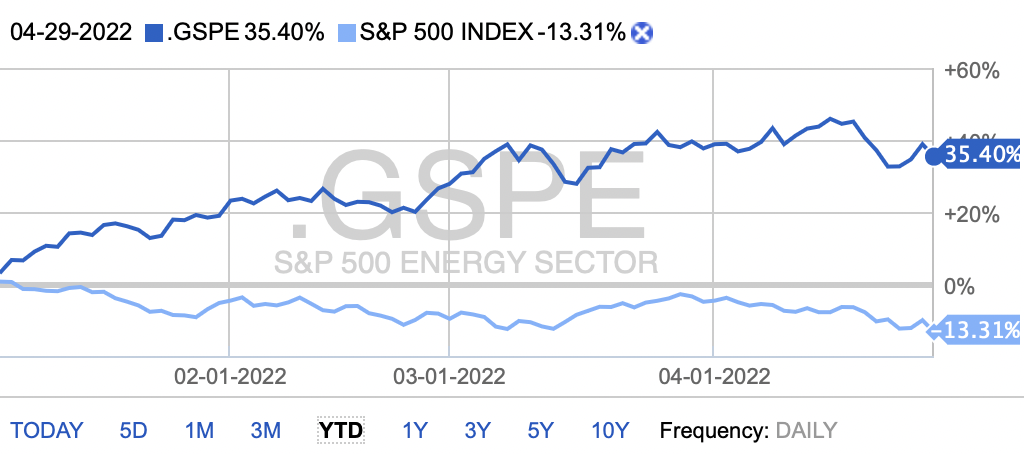 04-29-2022 .GSPE 35.40% S&P 500 INDEX -13.31%
+60%
+40%
35.40%
+20%
0%
-13.31%
.GSPE
S&P 500 ENERGY SECTOR
02-01-2022 03-01-2022 04-01-2022
TODAY 5D 1M 3M YTD 1Y 3Y 5Y 10Y Frequency: DAILY